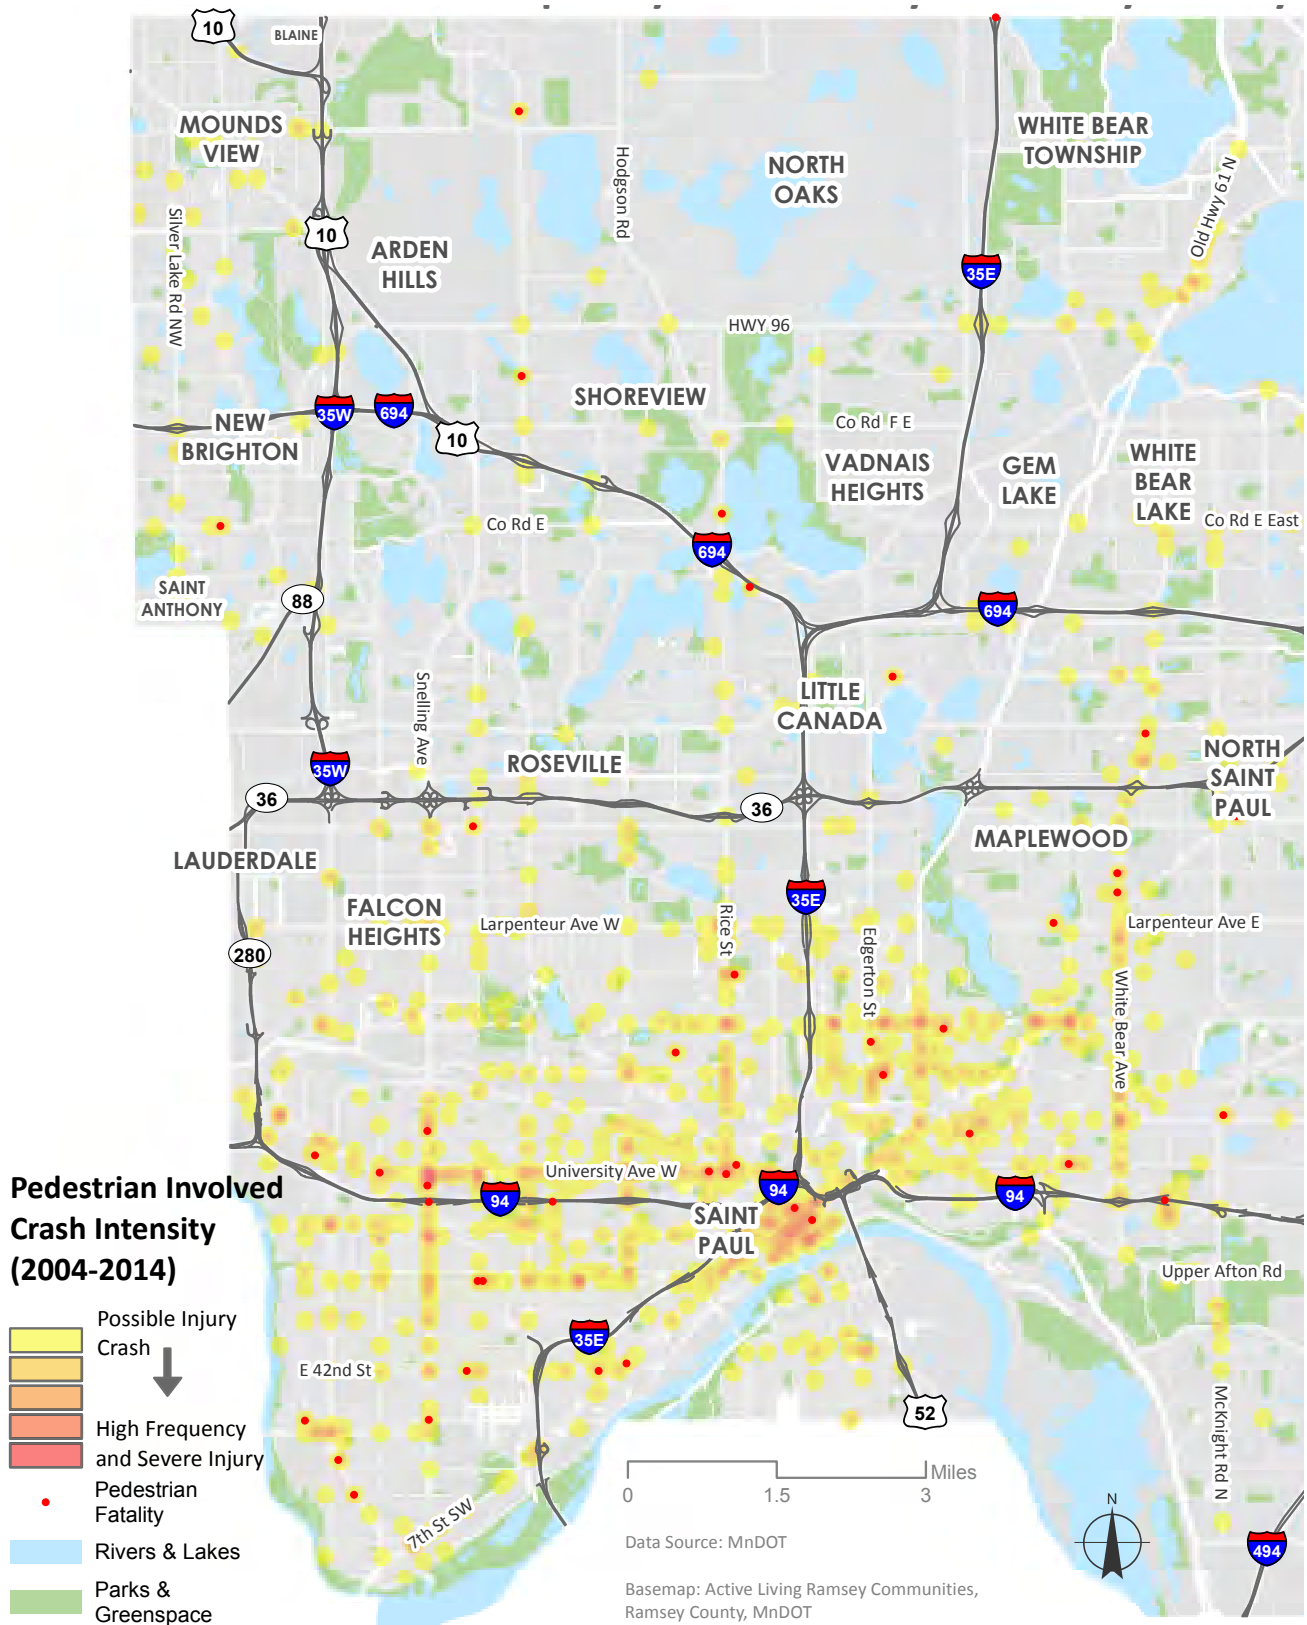 10
BLAINE
MOUNDS
VIEW
WHITE BEAR
TOWNSHIP
Hodgson Rd
NORTH
OAKS
Old Hwy 61 N
Silver Lake Rd NW
10
ARDEN
HILLS
35E
HWY 96
SHOREVIEW
35W
694
NEW
BRIGHTON
10
Co Rd F E
VADNAIS
HEIGHTS
GEM
LAKE
WHITE
BEAR
LAKE
Co Rd E
Co Rd E East
694
SAINT
ANTHONY
88
694
Snelling Ave
LITTLE
CANADA
35W
ROSEVILLE
NORTH
SAINT
PAUL
36
36
LAUDERDALE
MAPLEWOOD
35E
FALCON
HEIGHTS
Larpenteur Ave W
Rice St
Edgerton St
Larpenteur Ave E
280
White Bear Ave
University Ave W
94
94
94
SAINT
PAUL
Upper Afton Rd
35E
E 42nd St
52
McKnight Rd N
7th St SW
494
Pedestrian Involved
Crash Intensity
(2004-2014)
Possible Injury
Crash
High Frequency
and Severe Injury
Pedestrian
Fatality
Rivers & Lakes
Parks &
Greenspace
Miles
0 1.5 3
N
Data Source: MnDOT
Basemap: Active Living Ramsey Communities,
Ramsey County, MnDOT